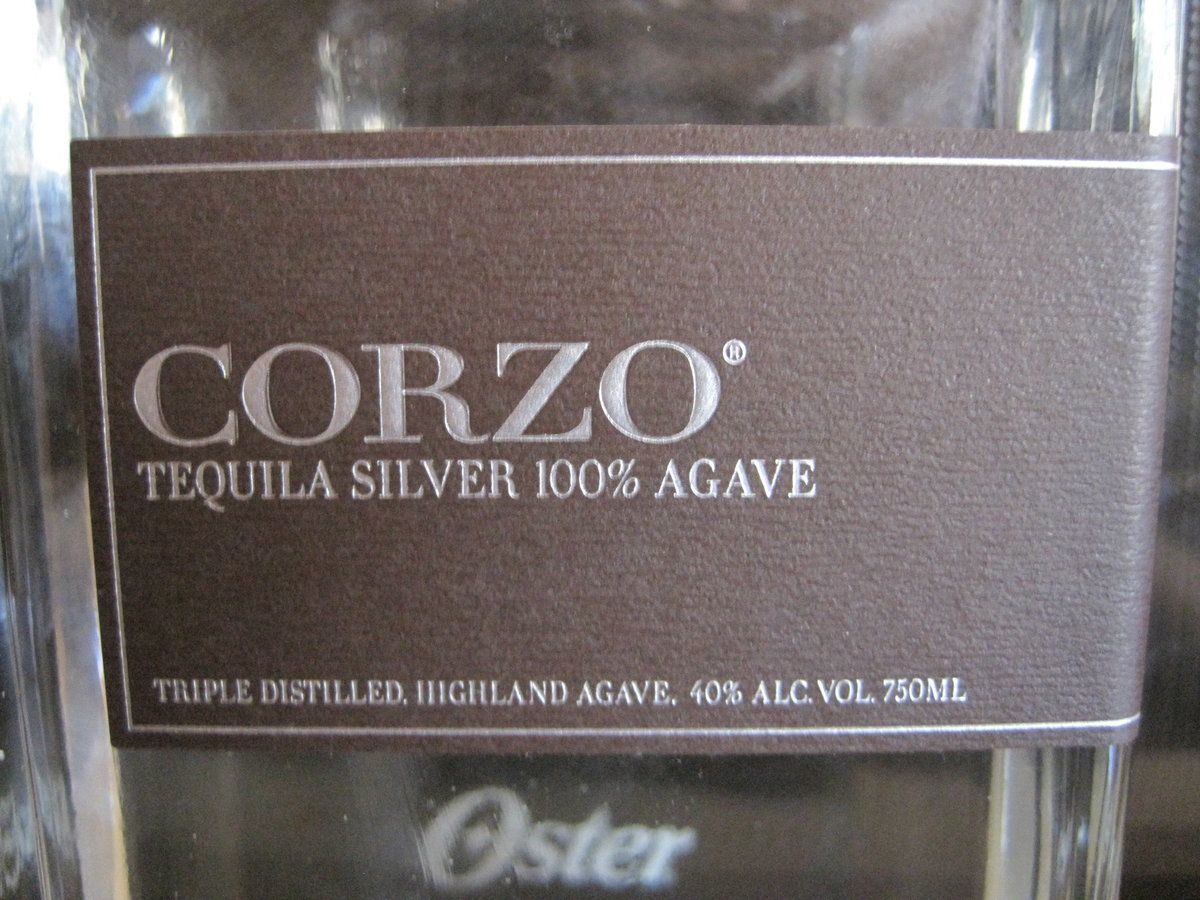 CORZO®
TEQUILA SILVER 100% AGAVE
TRIPLE DISTILLED. HIGHLAND AGAVE. 40% ALC. VOL. 750ML
Oster